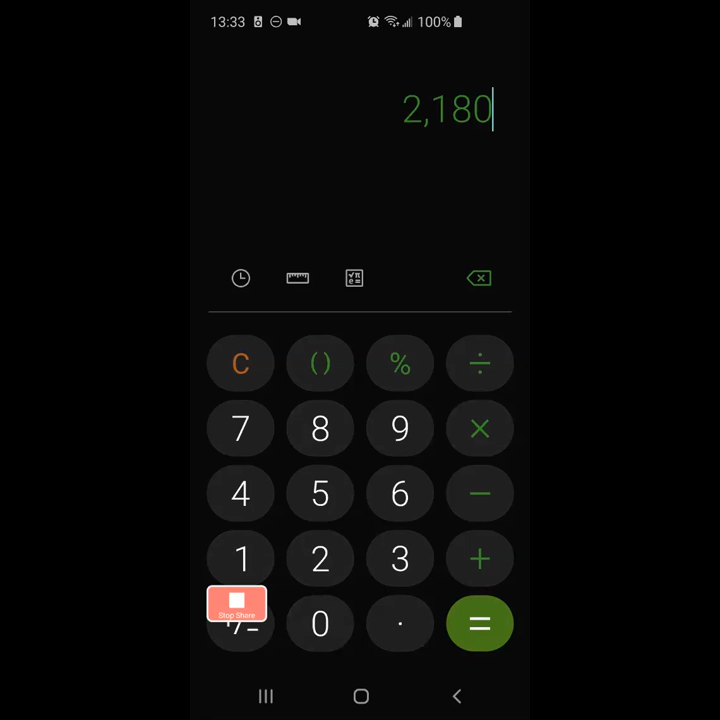 13:33 100%
2,180
C ( ) % ÷
7 8 9 ×
4 5 6 −
1 2 3 +
Stop Share
+/− 0 . =